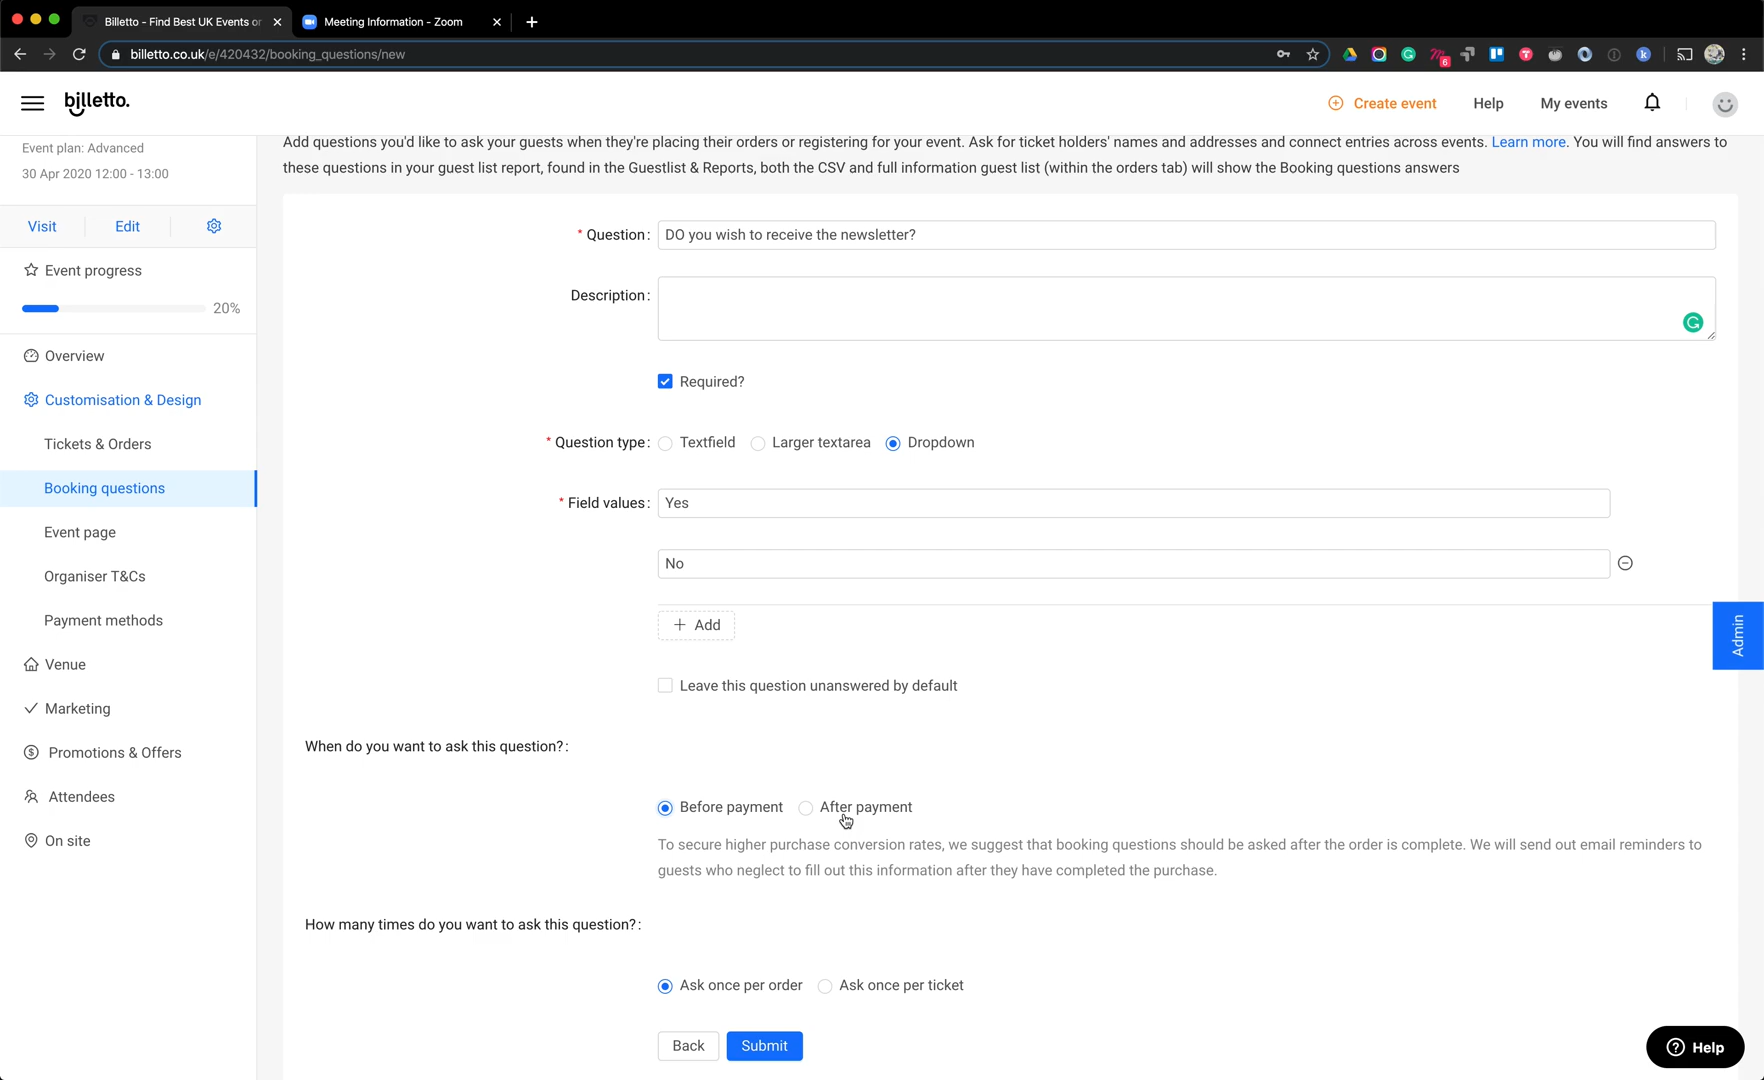 Billetto - Find Best UK Events or
Meeting Information - Zoom
billetto.co.uk/e/420432/booking_questions/new
6
T
k
billetto.
Create event
Help
My events
Event plan: Advanced
30 Apr 2020 12:00 - 13:00
Visit
Edit
Event progress
20%
Overview
Customisation & Design
Tickets & Orders
Booking questions
Event page
Organiser T&Cs
Payment methods
Venue
Marketing
Promotions & Offers
Attendees
On site
Add questions you'd like to ask your guests when they're placing their orders or registering for your event. Ask for ticket holders' names and addresses and connect entries across events. Learn more. You will find answers to
these questions in your guest list report, found in the Guestlist & Reports, both the CSV and full information guest list (within the orders tab) will show the Booking questions answers
* Question: DO you wish to receive the newsletter?
Description:
Required?
* Question type: Textfield Larger textarea Dropdown
* Field values: Yes
No
+ Add
Leave this question unanswered by default
When do you want to ask this question?:
Before payment After payment
To secure higher purchase conversion rates, we suggest that booking questions should be asked after the order is complete. We will send out email reminders to
guests who neglect to fill out this information after they have completed the purchase.
How many times do you want to ask this question?:
Ask once per order Ask once per ticket
Back Submit
Admin
Help